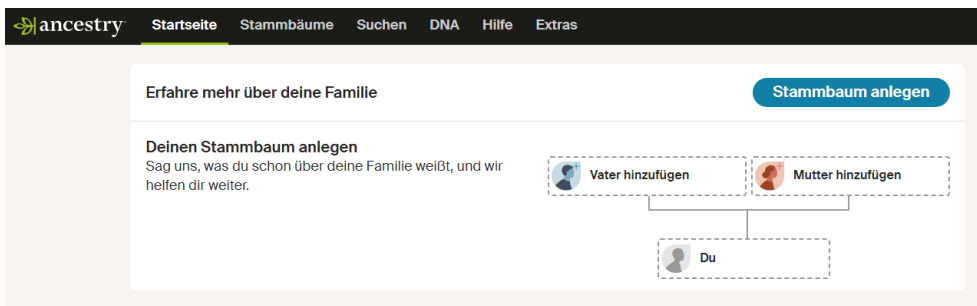 ancestry Startseite Stammbäume Suchen DNA Hilfe Extras
Erfahre mehr über deine Familie Stammbaum anlegen
Deinen Stammbaum anlegen
Sag uns, was du schon über deine Familie weißt, und wir
helfen dir weiter.
Vater hinzufügen Mutter hinzufügen
Du